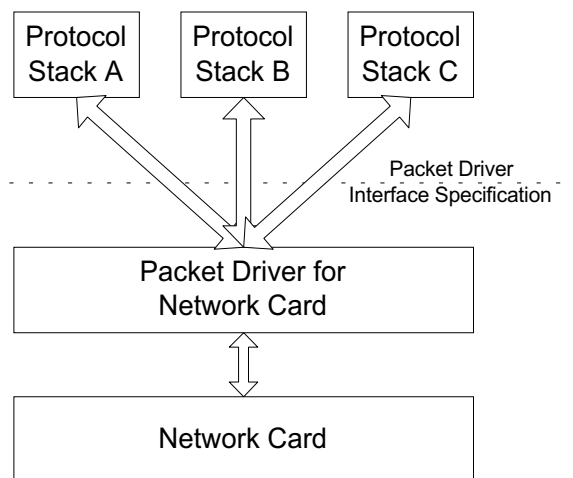 Protocol
Stack A
Protocol
Stack B
Protocol
Stack C
Packet Driver
Interface Specification
Packet Driver for
Network Card
Network Card